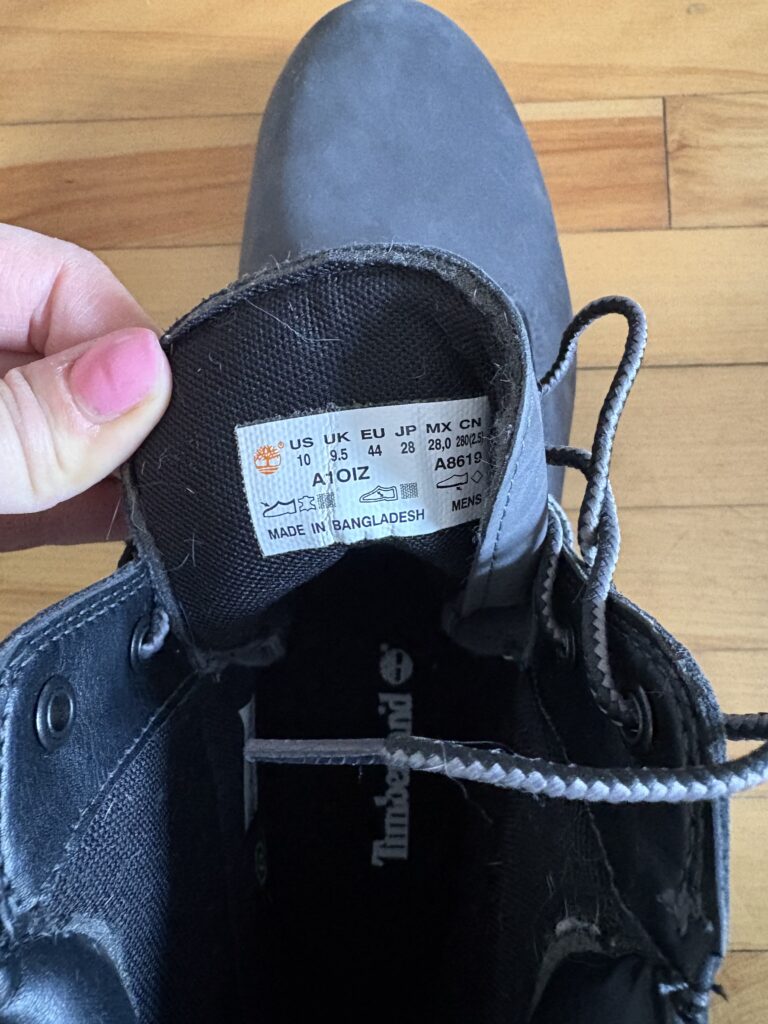 US UK EU JP MX CN
10 9.5 44 28 28,0 280(2.5)
A1OIZ A8619
MENS
MADE IN BANGLADESH
Timberland